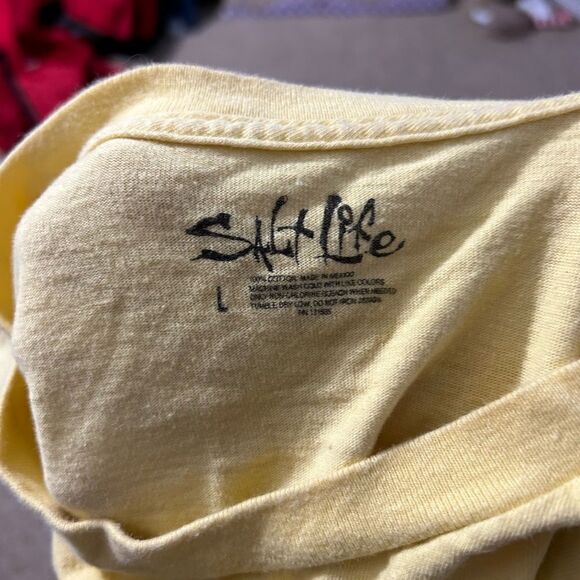 Salt Life
100% COTTON. MADE IN MEXICO
MACHINE WASH COLD WITH LIKE COLORS
ONLY NON-CHLORINE BLEACH WHEN NEEDED
L TUMBLE DRY LOW, DO NOT IRON DESIGN
RN